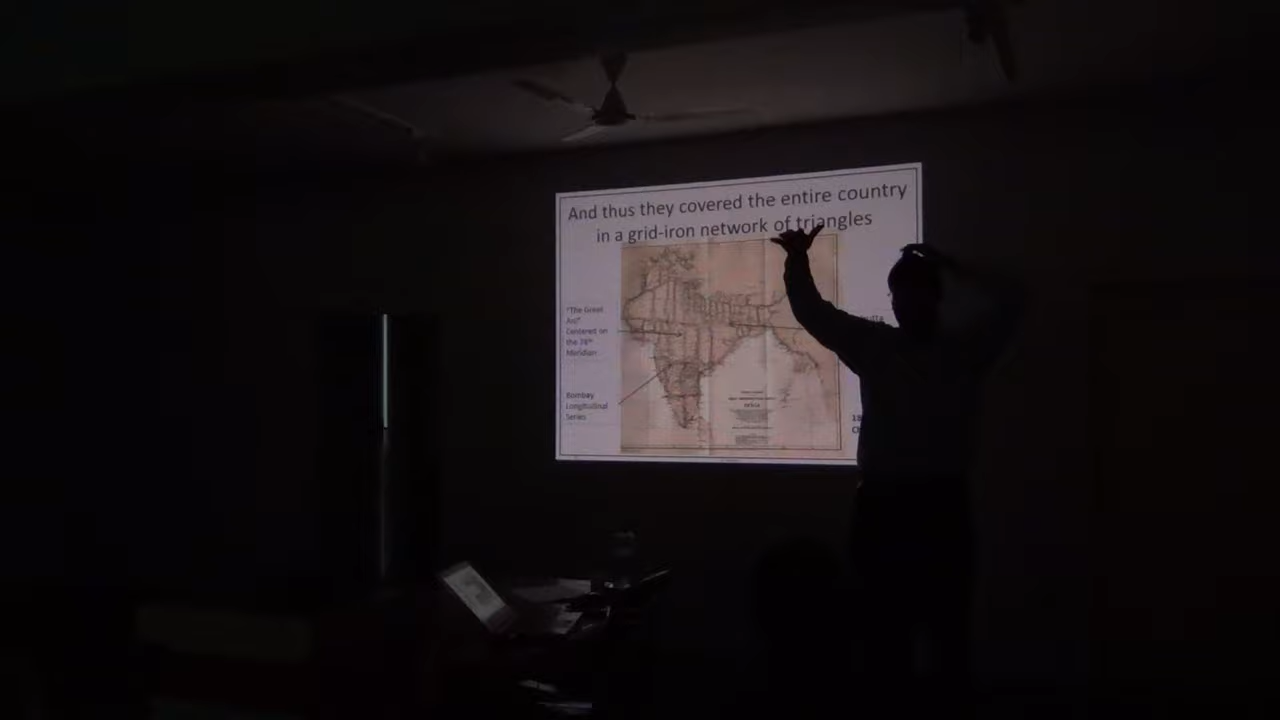 And thus they covered the entire country
in a grid-iron network of triangles
"The Great
Arc"
Centered on
the 78th
Meridian
Bombay
Longitudinal
Series